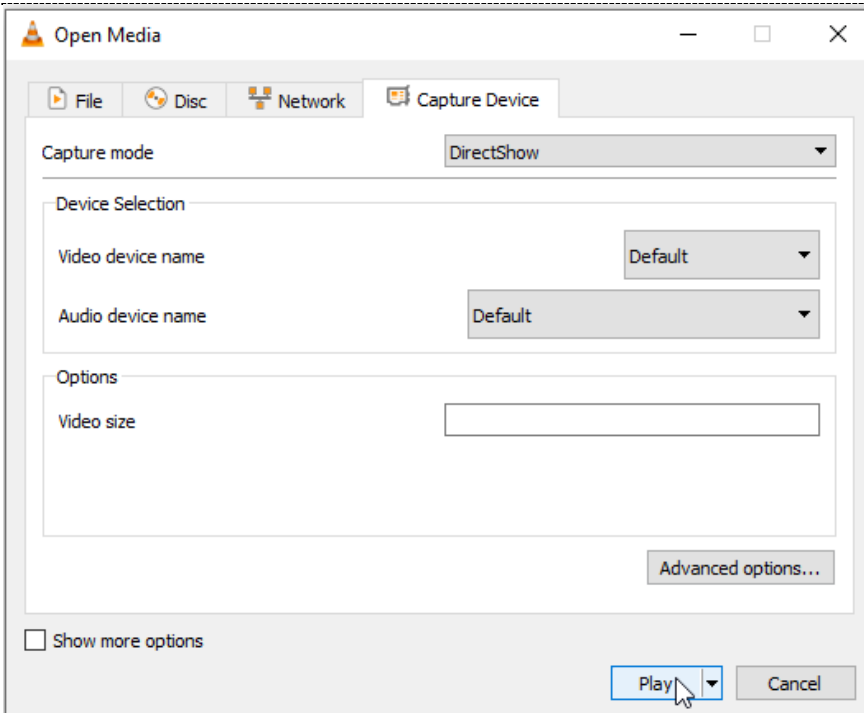 Open Media
File Disc Network Capture Device
Capture mode DirectShow
Device Selection
Video device name Default
Audio device name Default
Options
Video size
Advanced options...
Show more options
Play Cancel